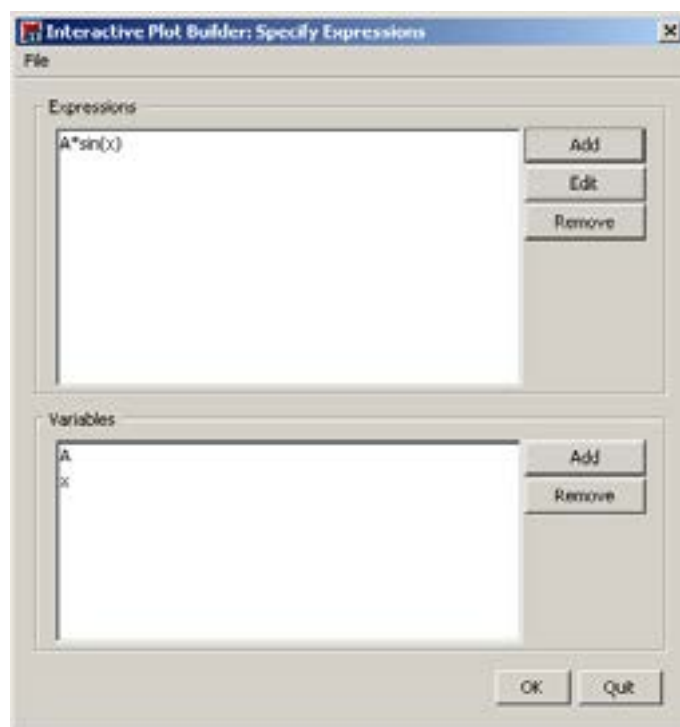 Interactive Plot Builder: Specify Expressions
File
Expressions
A*sin(x)
Add
Edit
Remove
Variables
A
x
Add
Remove
OK
Quit